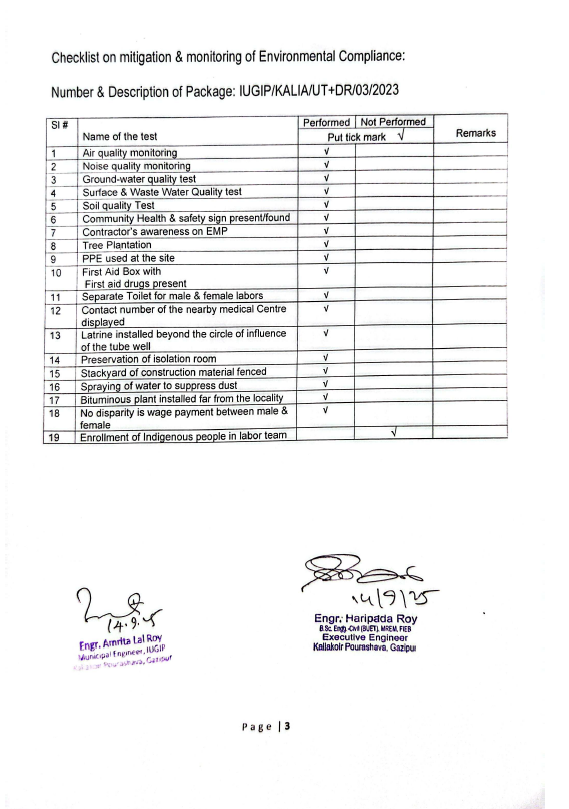 Checklist on mitigation & monitoring of Environmental Compliance:
Number & Description of Package: IUGIP/KALIA/UT+DR/03/2023
Sl # Name of the test Performed Not Performed Remarks
Put tick mark √
1 Air quality monitoring √
2 Noise quality monitoring √
3 Ground-water quality test √
4 Surface & Waste Water Quality test √
5 Soil quality Test √
6 Community Health & safety sign present/found √
7 Contractor's awareness on EMP √
8 Tree Plantation √
9 PPE used at the site √
10 First Aid Box with √
First aid drugs present
11 Separate Toilet for male & female labors √
12 Contact number of the nearby medical Centre √
displayed
13 Latrine installed beyond the circle of influence √
of the tube well
14 Preservation of isolation room √
15 Stackyard of construction material fenced √
16 Spraying of water to suppress dust √
17 Bituminous plant installed far from the locality √
18 No disparity is wage payment between male & √
female
19 Enrollment of Indigenous people in labor team √
14.9.25
Engr. Amrita Lal Roy
Municipal Engineer, IUGIP
Kaliakoir Pourashava, Gazipur
14/9/25
Engr. Haripada Roy
B.Sc. Engg.-Civil (BUET), MREM, FIEB
Executive Engineer
Kaliakoir Pourashava, Gazipur
Page | 3